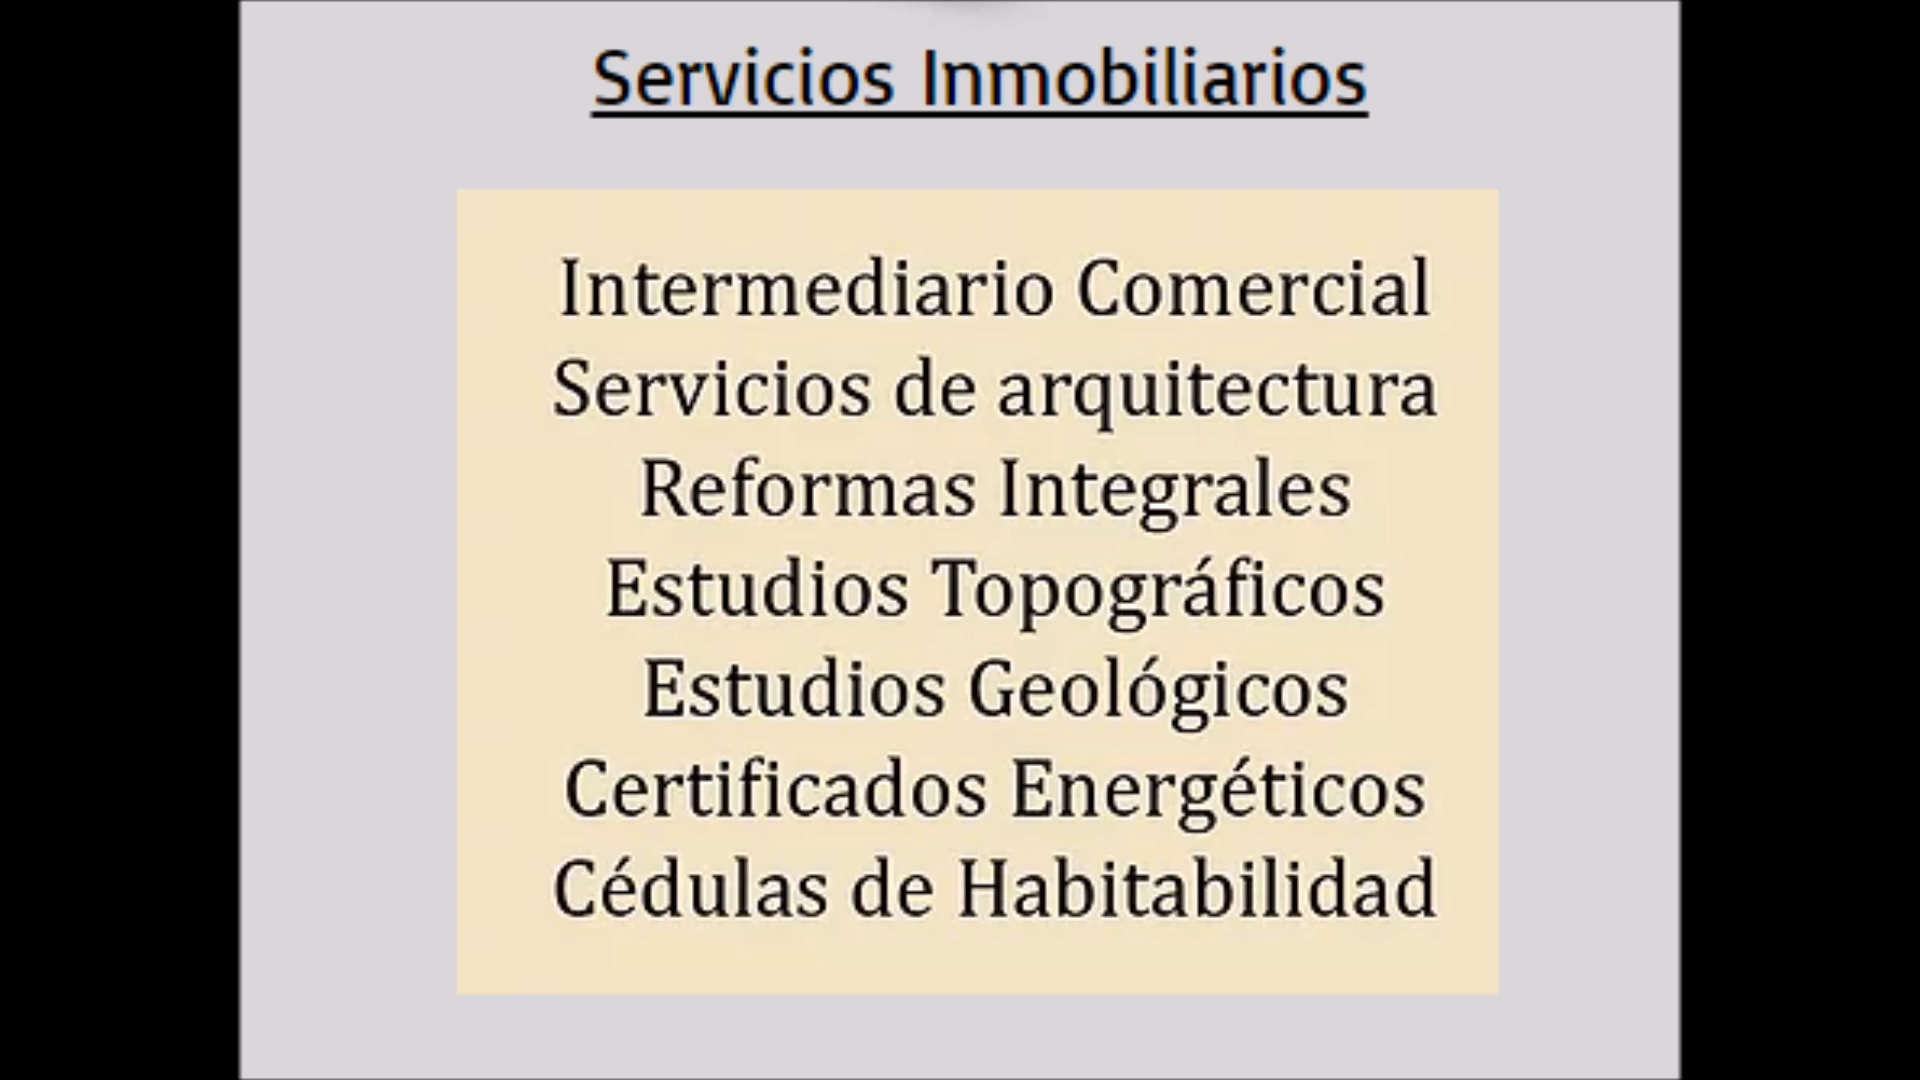 Servicios Inmobiliarios
Intermediario Comercial
Servicios de arquitectura
Reformas Integrales
Estudios Topográficos
Estudios Geológicos
Certificados Energéticos
Cédulas de Habitabilidad